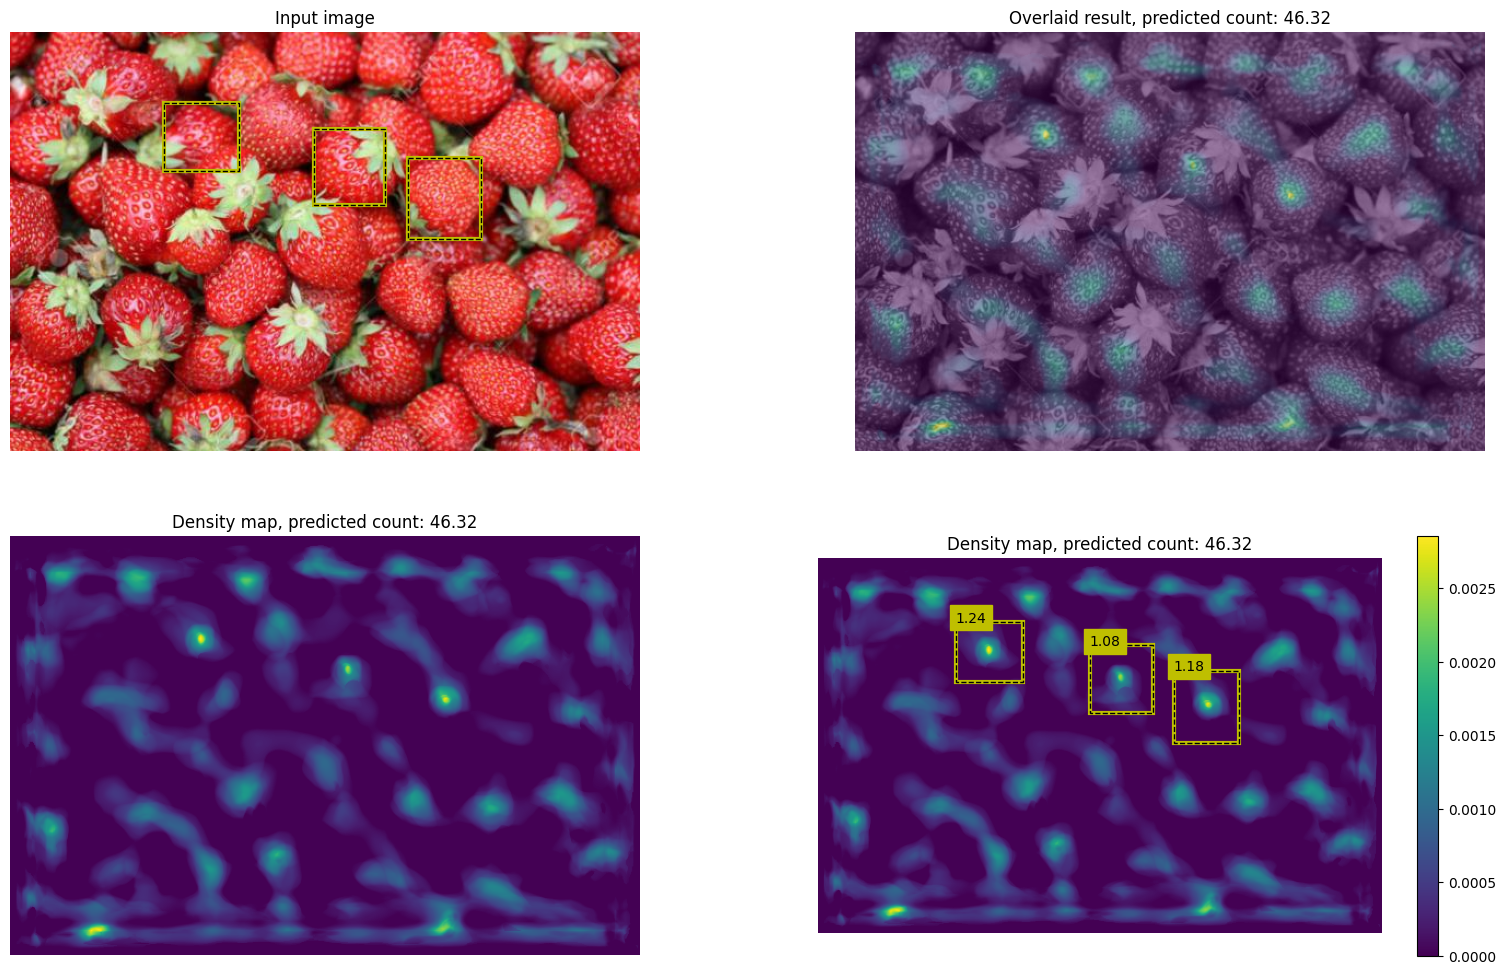 Input image
Overlaid result, predicted count: 46.32
Density map, predicted count: 46.32
Density map, predicted count: 46.32
1.24
1.08
1.18
0.0025
0.0020
0.0015
0.0010
0.0005
0.0000